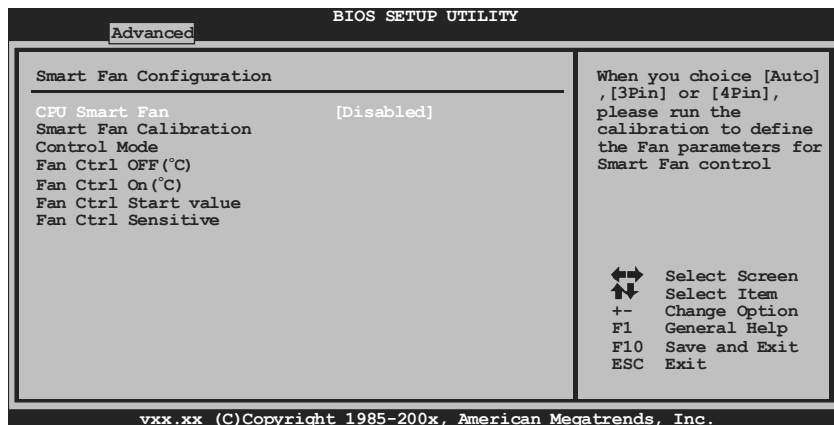 BIOS SETUP UTILITY
Advanced
Smart Fan Configuration
CPU Smart Fan [Disabled]
Smart Fan Calibration
Control Mode
Fan Ctrl OFF(°C)
Fan Ctrl On(°C)
Fan Ctrl Start value
Fan Ctrl Sensitive
When you choice [Auto]
,[3Pin] or [4Pin],
please run the
calibration to define
the Fan parameters for
Smart Fan control
Select Screen
Select Item
+- Change Option
F1 General Help
F10 Save and Exit
ESC Exit
vxx.xx (C)Copyright 1985-200x, American Megatrends, Inc.